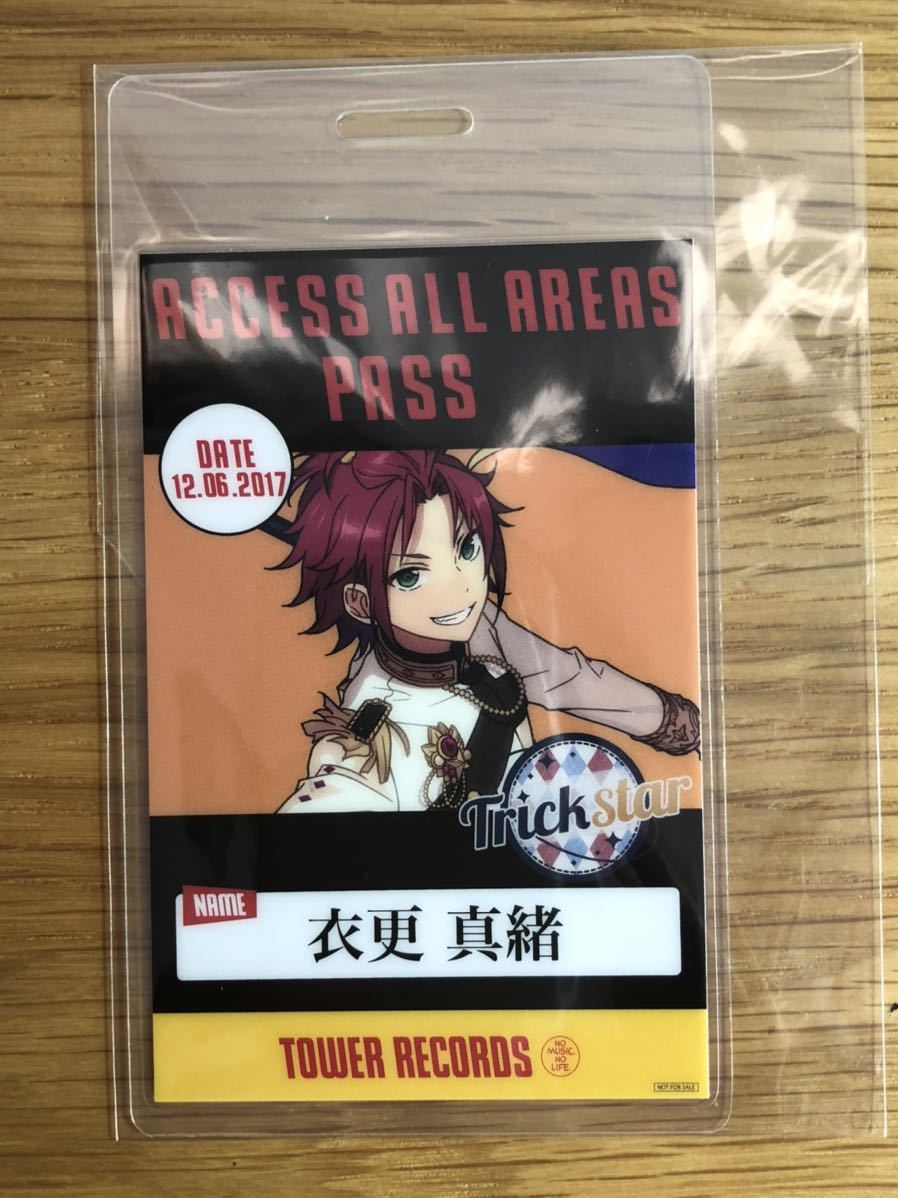 ACCESS ALL AREAS
PASS
DATE
12.06.2017
Trickstar
NAME
衣更 真緒
TOWER RECORDS
NO
MUSIC,
NO
LIFE.
NOT FOR SALE